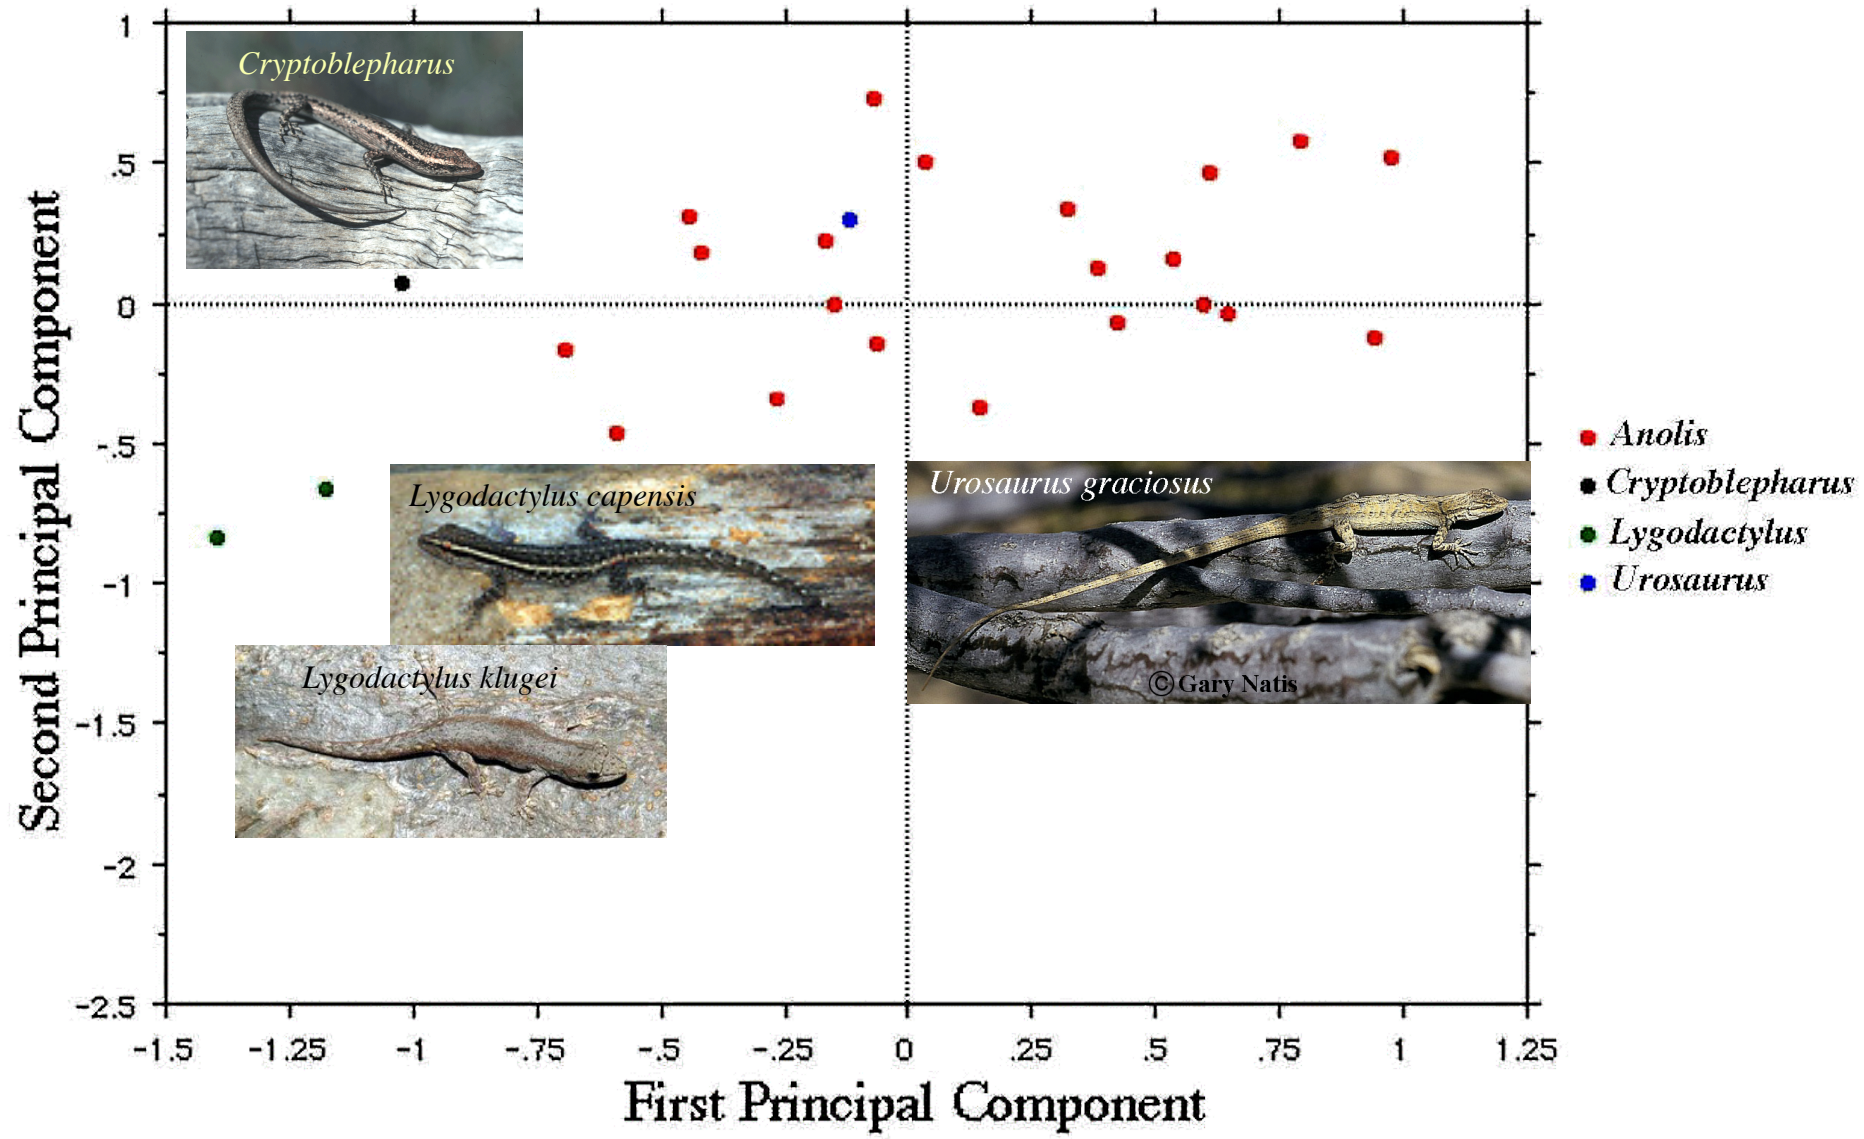 1
.5
0
-.5
-1
-1.5
-2
-2.5
Second Principal Component
Cryptoblepharus
Lygodactylus capensis
Urosaurus graciosus
©Gary Natis
Lygodactylus klugei
Anolis
Cryptoblepharus
Lygodactylus
Urosaurus
-1.5 -1.25 -1 -.75 -.5 -.25 0 .25 .5 .75 1 1.25
First Principal Component